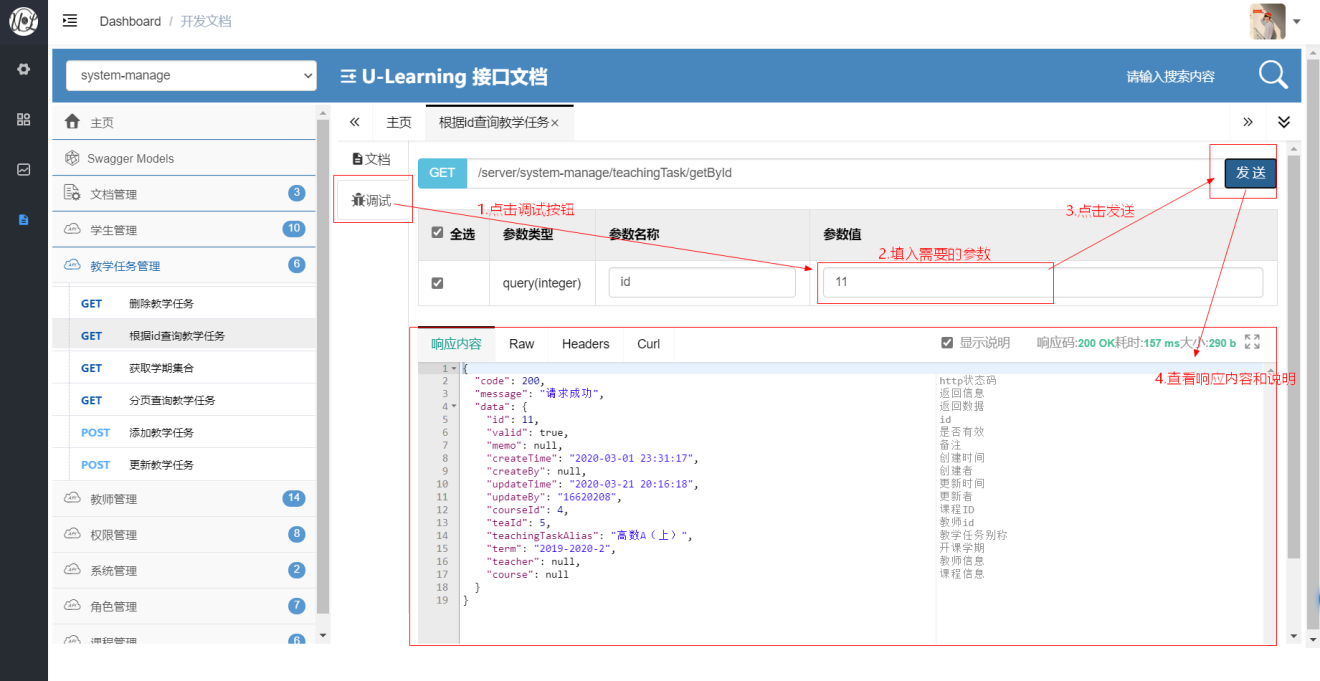 Dashboard / 开发文档
system-manage
U-Learning 接口文档
请输入搜索内容
主页
Swagger Models
文档管理 3
学生管理 10
教学任务管理 6
GET 删除教学任务
GET 根据id查询教学任务
GET 获取学期集合
GET 分页查询教学任务
POST 添加教学任务
POST 更新教学任务
教师管理 14
权限管理 8
系统管理 2
角色管理 7
课程管理 6
主页 根据id查询教学任务×
文档
调试
GET /server/system-manage/teachingTask/getById 发 送
1.点击调试按钮
3.点击发送
全选 参数类型 参数名称 参数值
2.填入需要的参数
query(integer) id 11
响应内容 Raw Headers Curl 显示说明 响应码:200 OK耗时:157 ms大小:290 b
4.查看响应内容和说明
1 {
2 "code": 200, http状态码
3 "message": "请求成功", 返回信息
4 "data": { 返回数据
5 "id": 11, id
6 "valid": true, 是否有效
7 "memo": null, 备注
8 "createTime": "2020-03-01 23:31:17", 创建时间
9 "createBy": null, 创建者
10 "updateTime": "2020-03-21 20:16:18", 更新时间
11 "updateBy": "16620208", 更新者
12 "courseId": 4, 课程ID
13 "teaId": 5, 教师id
14 "teachingTaskAlias": "高数A（上）", 教学任务别称
15 "term": "2019-2020-2", 开课学期
16 "teacher": null, 教师信息
17 "course": null 课程信息
18 }
19 }